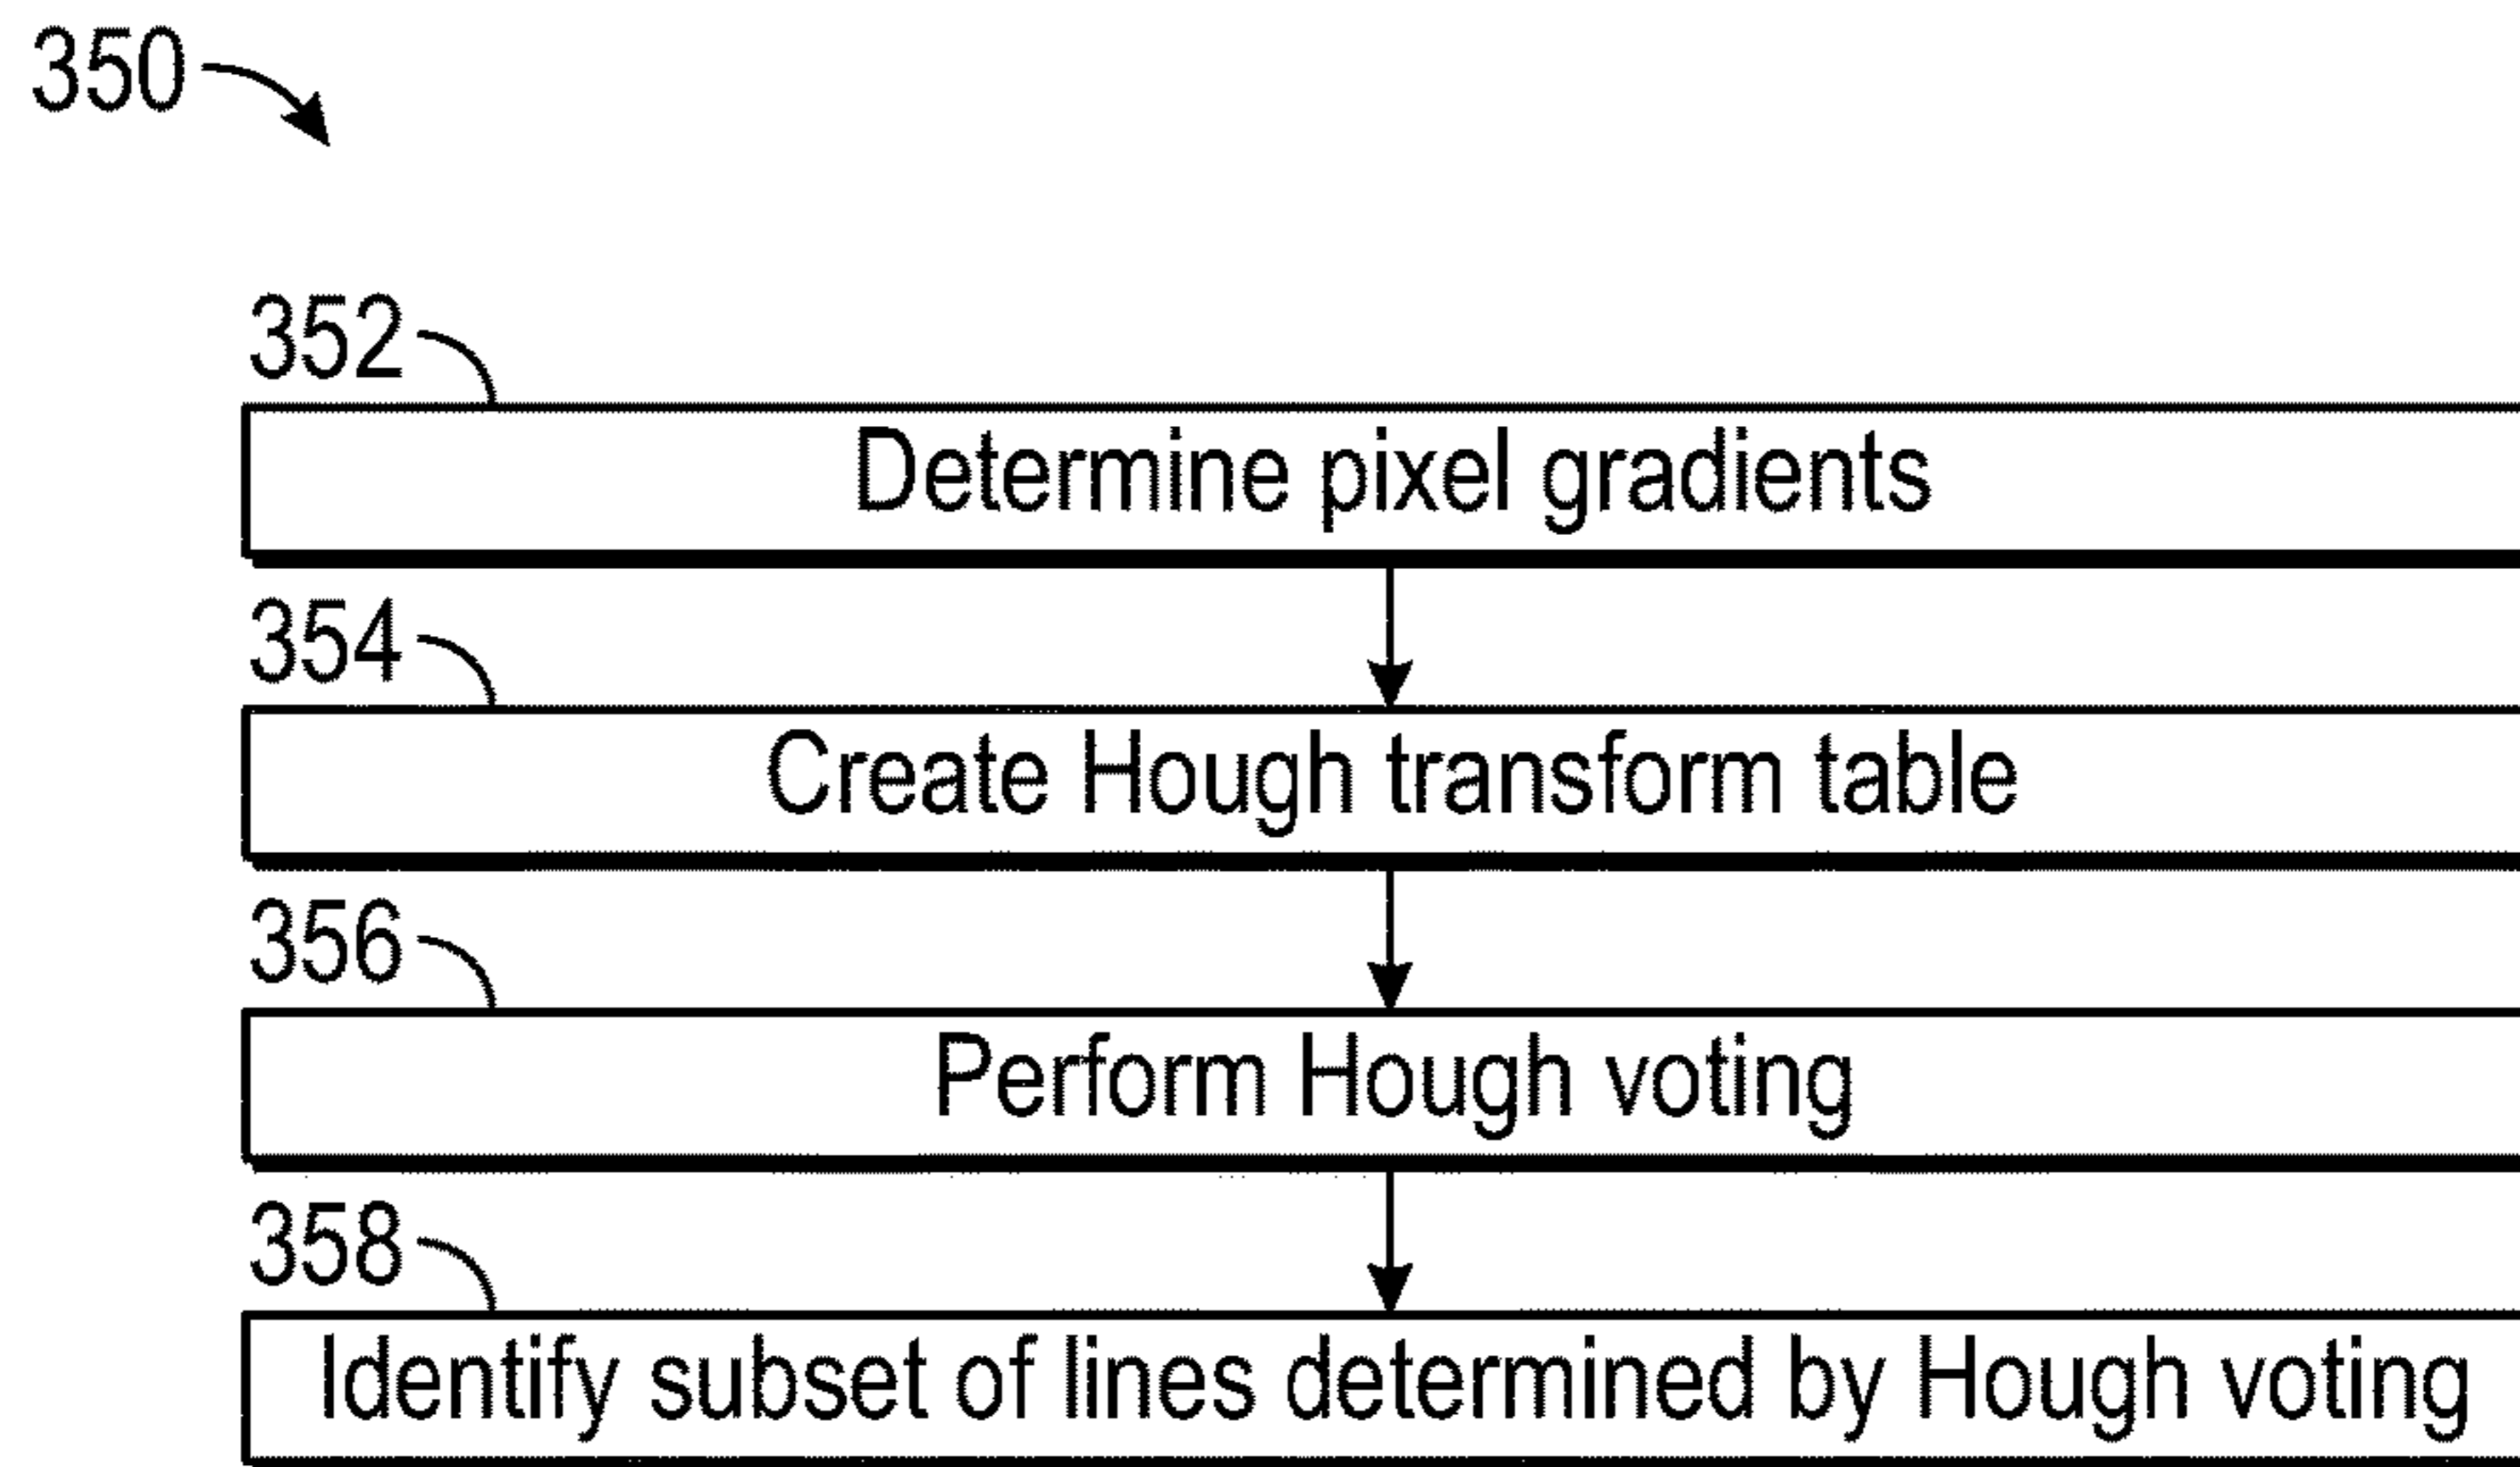 350
352
Determine pixel gradients
354
Create Hough transform table
356
Perform Hough voting
358
Identify subset of lines determined by Hough voting